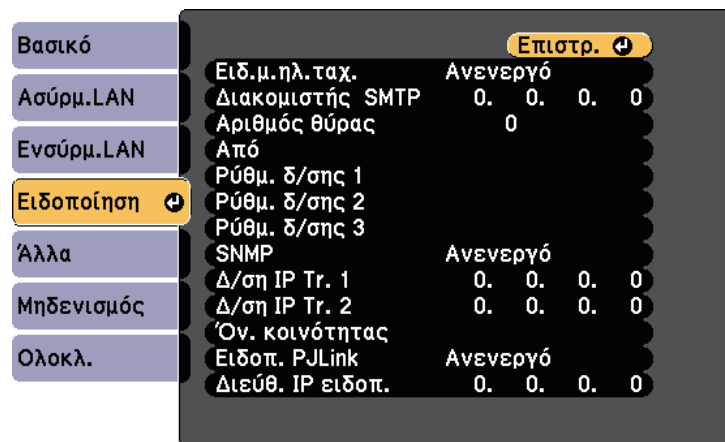 Βασικό
Ασύρμ.LAN
Ενσύρμ.LAN
Ειδοποίηση
Άλλα
Μηδενισμός
Ολοκλ.
Επιστρ.
Ειδ.μ.ηλ.ταχ. Ανενεργό
Διακομιστής SMTP 0. 0. 0. 0
Αριθμός θύρας 0
Από
Ρύθμ. δ/σης 1
Ρύθμ. δ/σης 2
Ρύθμ. δ/σης 3
SNMP Ανενεργό
Δ/ση IP Tr. 1 0. 0. 0. 0
Δ/ση IP Tr. 2 0. 0. 0. 0
Όν. κοινότητας
Ειδοπ. PJLink Ανενεργό
Διεύθ. IP ειδοπ. 0. 0. 0. 0